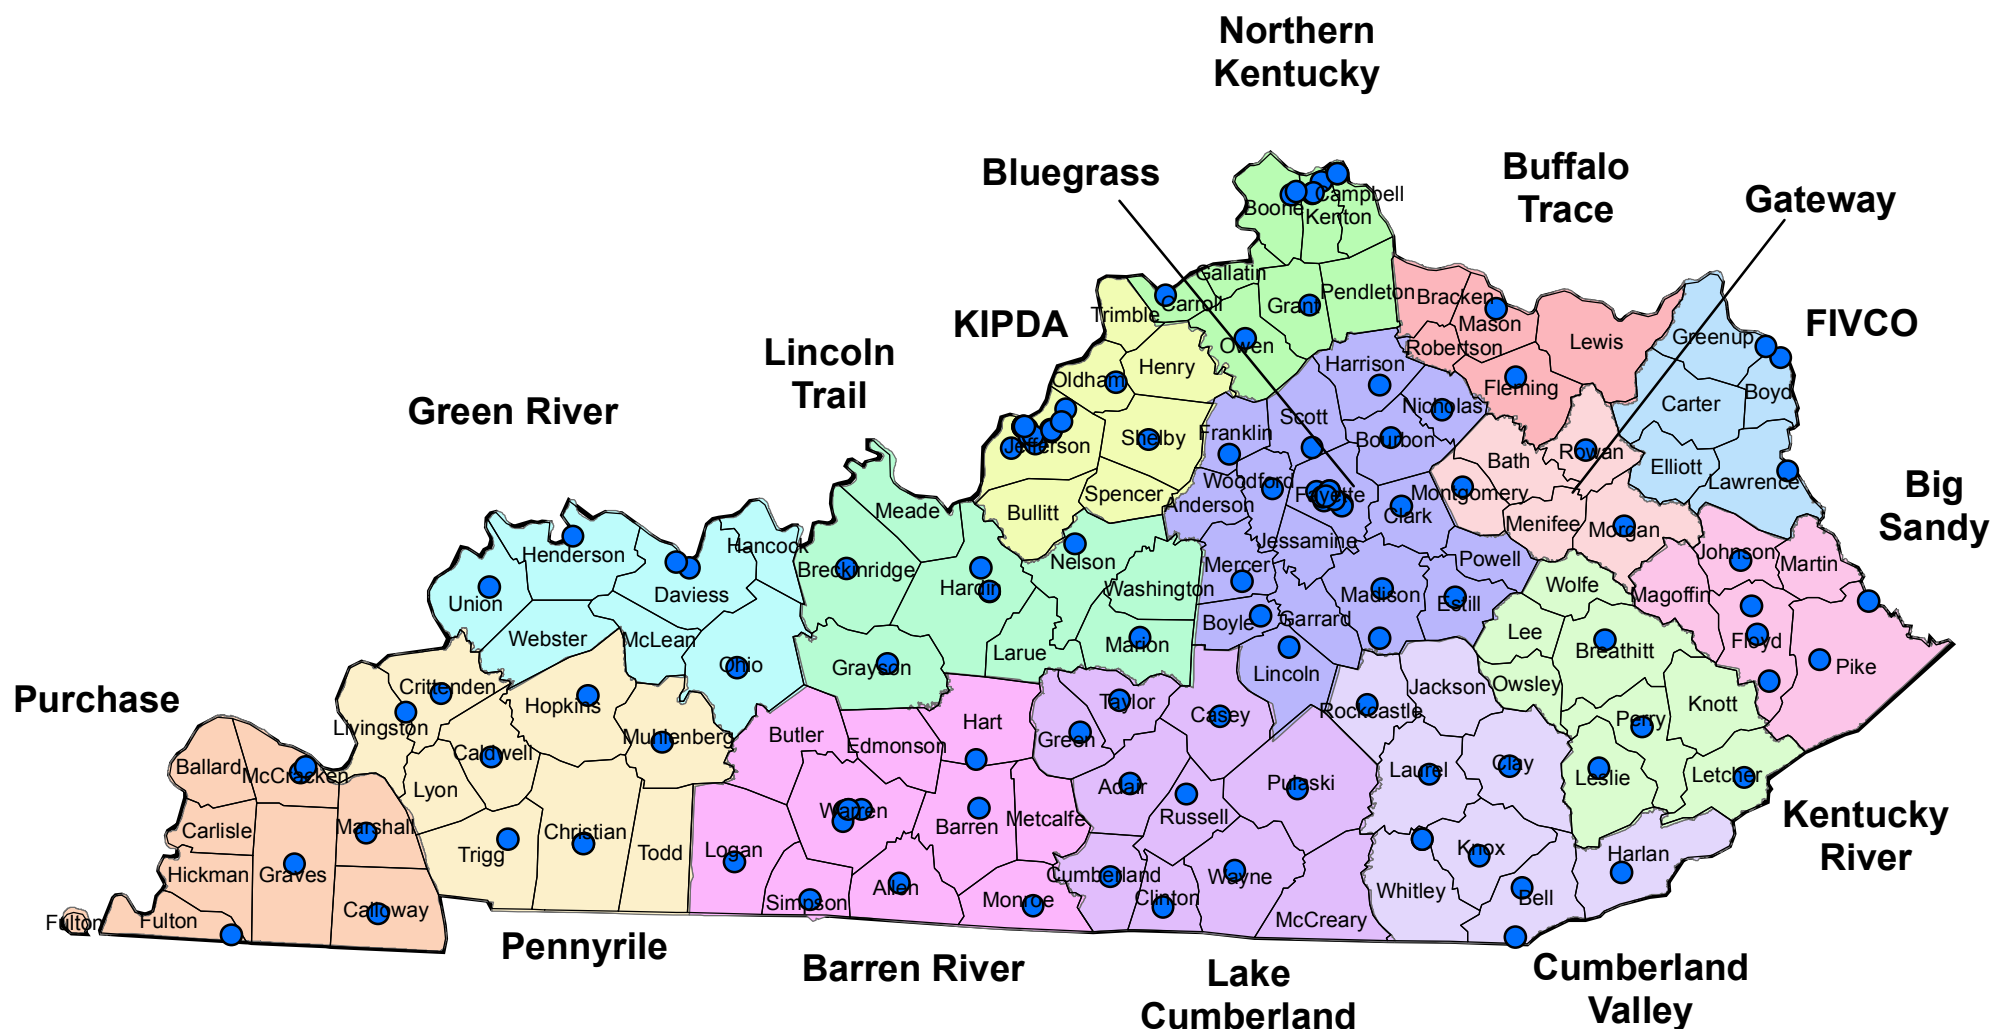 Northern
Kentucky
Bluegrass
Buffalo
Trace
Gateway
KIPDA
FIVCO
Lincoln
Trail
Green River
Big
Sandy
Purchase
Kentucky
River
Pennyrile
Barren River
Lake
Cumberland
Cumberland
Valley
Boone
Campbell
Kenton
Gallatin
Carroll
Grant
Pendleton
Owen
Trimble
Henry
Oldham
Jefferson
Shelby
Spencer
Bullitt
Bracken
Mason
Robertson
Lewis
Fleming
Greenup
Carter
Boyd
Elliott
Lawrence
Harrison
Nicholas
Scott
Franklin
Bourbon
Woodford
Fayette
Anderson
Clark
Jessamine
Mercer
Powell
Madison
Estill
Boyle
Garrard
Lincoln
Bath
Rowan
Montgomery
Menifee
Morgan
Johnson
Martin
Magoffin
Floyd
Pike
Wolfe
Lee
Breathitt
Owsley
Knott
Perry
Leslie
Letcher
Meade
Breckinridge
Hardin
Nelson
Washington
Marion
Larue
Grayson
Hancock
Henderson
Daviess
Union
Webster
McLean
Ohio
Crittenden
Livingston
Hopkins
Muhlenberg
Caldwell
Lyon
Trigg
Christian
Todd
Ballard
McCracken
Carlisle
Marshall
Hickman
Graves
Calloway
Fulton
Fulton
Butler
Edmonson
Hart
Warren
Barren
Metcalfe
Logan
Simpson
Allen
Monroe
Taylor
Green
Casey
Adair
Russell
Pulaski
Cumberland
Clinton
Wayne
McCreary
Rockcastle
Jackson
Laurel
Clay
Knox
Whitley
Bell
Harlan